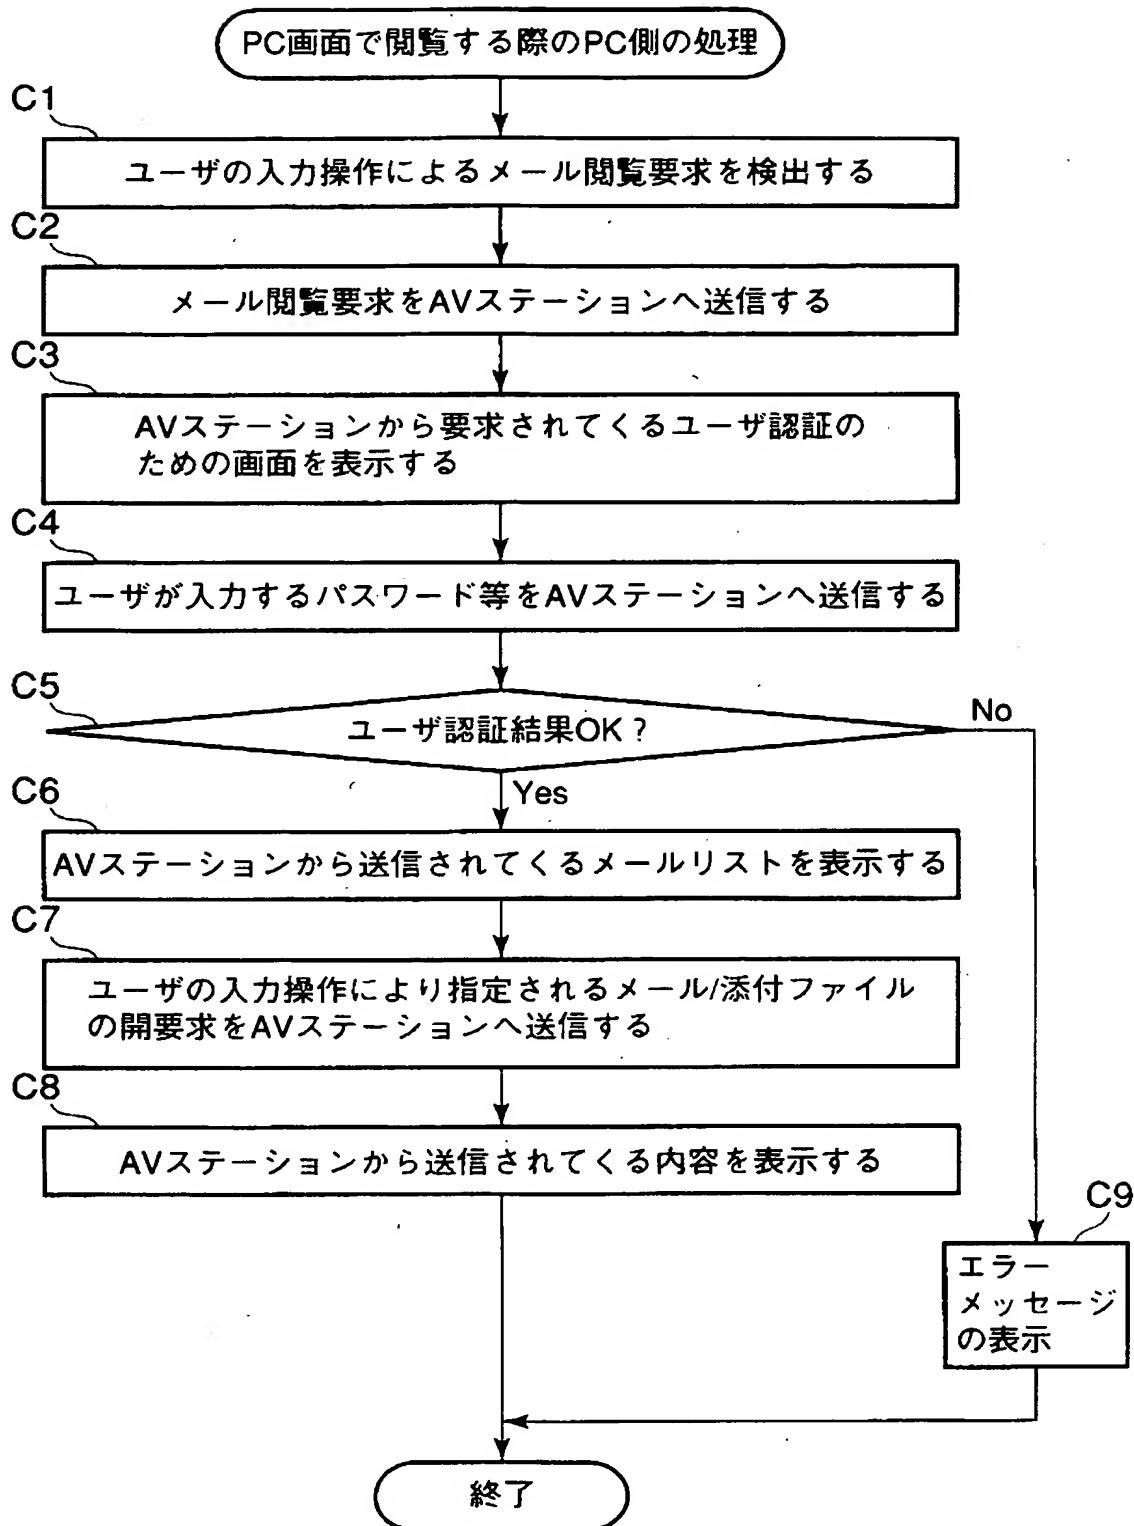 PC画面で閲覧する際のPC側の処理
C1
ユーザの入力操作によるメール閲覧要求を検出する
C2
メール閲覧要求をAVステーションへ送信する
C3
AVステーションから要求されてくるユーザ認証の
ための画面を表示する
C4
ユーザが入力するパスワード等をAVステーションへ送信する
C5
ユーザ認証結果OK?
No
Yes
C6
AVステーションから送信されてくるメールリストを表示する
C7
ユーザの入力操作により指定されるメール/添付ファイル
の開要求をAVステーションへ送信する
C8
AVステーションから送信されてくる内容を表示する
C9
エラー
メッセージ
の表示
終了